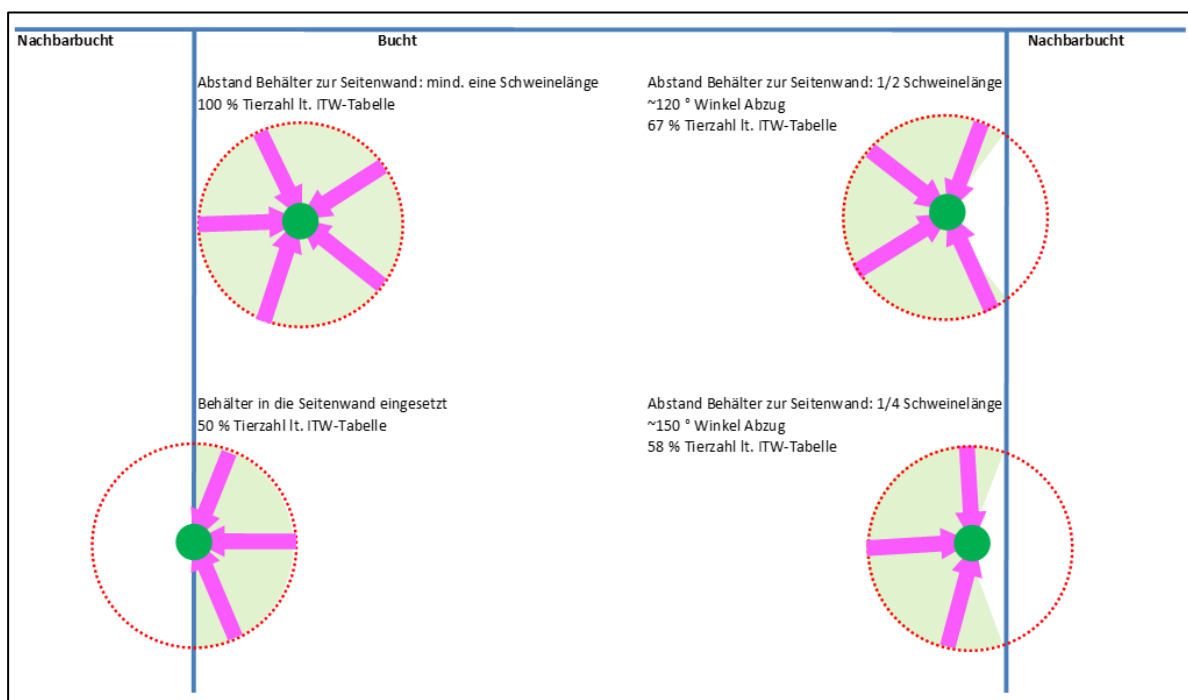 Nachbarbucht
Bucht
Nachbarbucht
Abstand Behälter zur Seitenwand: mind. eine Schweinelänge
100 % Tierzahl lt. ITW-Tabelle
Abstand Behälter zur Seitenwand: 1/2 Schweinelänge
~120 ° Winkel Abzug
67 % Tierzahl lt. ITW-Tabelle
Behälter in die Seitenwand eingesetzt
50 % Tierzahl lt. ITW-Tabelle
Abstand Behälter zur Seitenwand: 1/4 Schweinelänge
~150 ° Winkel Abzug
58 % Tierzahl lt. ITW-Tabelle